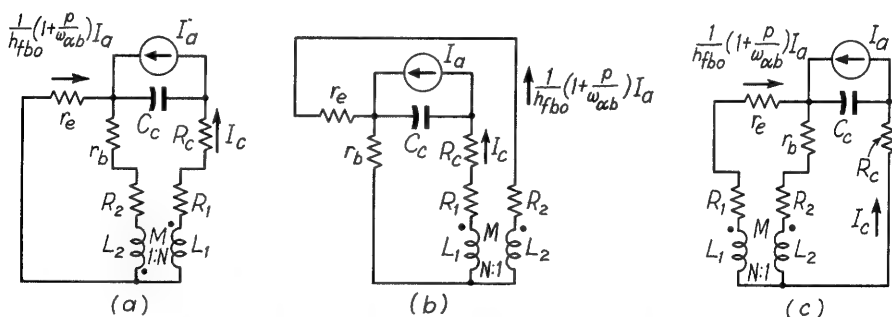 1/h_fbo (1+p/ω_αb)I_a
I_a
r_e
C_c
r_b
R_c
I_c
R_2
R_1
L_2
M
1:N
L_1
(a)
I_a
r_e
C_c
r_b
R_c
I_c
1/h_fbo (1+p/ω_αb)I_a
R_1
R_2
L_1
M
N:1
L_2
(b)
1/h_fbo (1+p/ω_αb)I_a
I_a
r_e
C_c
r_b
R_c
R_1
R_2
I_c
L_1
M
N:1
L_2
(c)